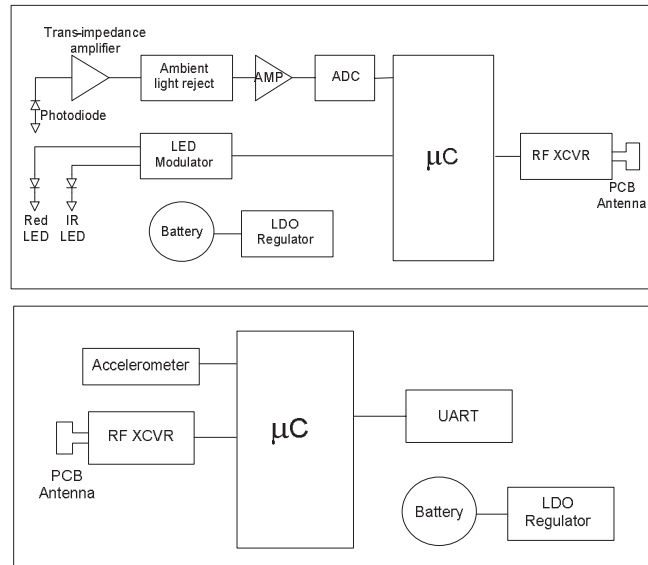 Trans-impedance
amplifier
Photodiode
Ambient
light reject
AMP
ADC
LED
Modulator
Red
LED
IR
LED
Battery
LDO
Regulator
μC
RF XCVR
PCB
Antenna
Accelerometer
RF XCVR
PCB
Antenna
μC
UART
Battery
LDO
Regulator